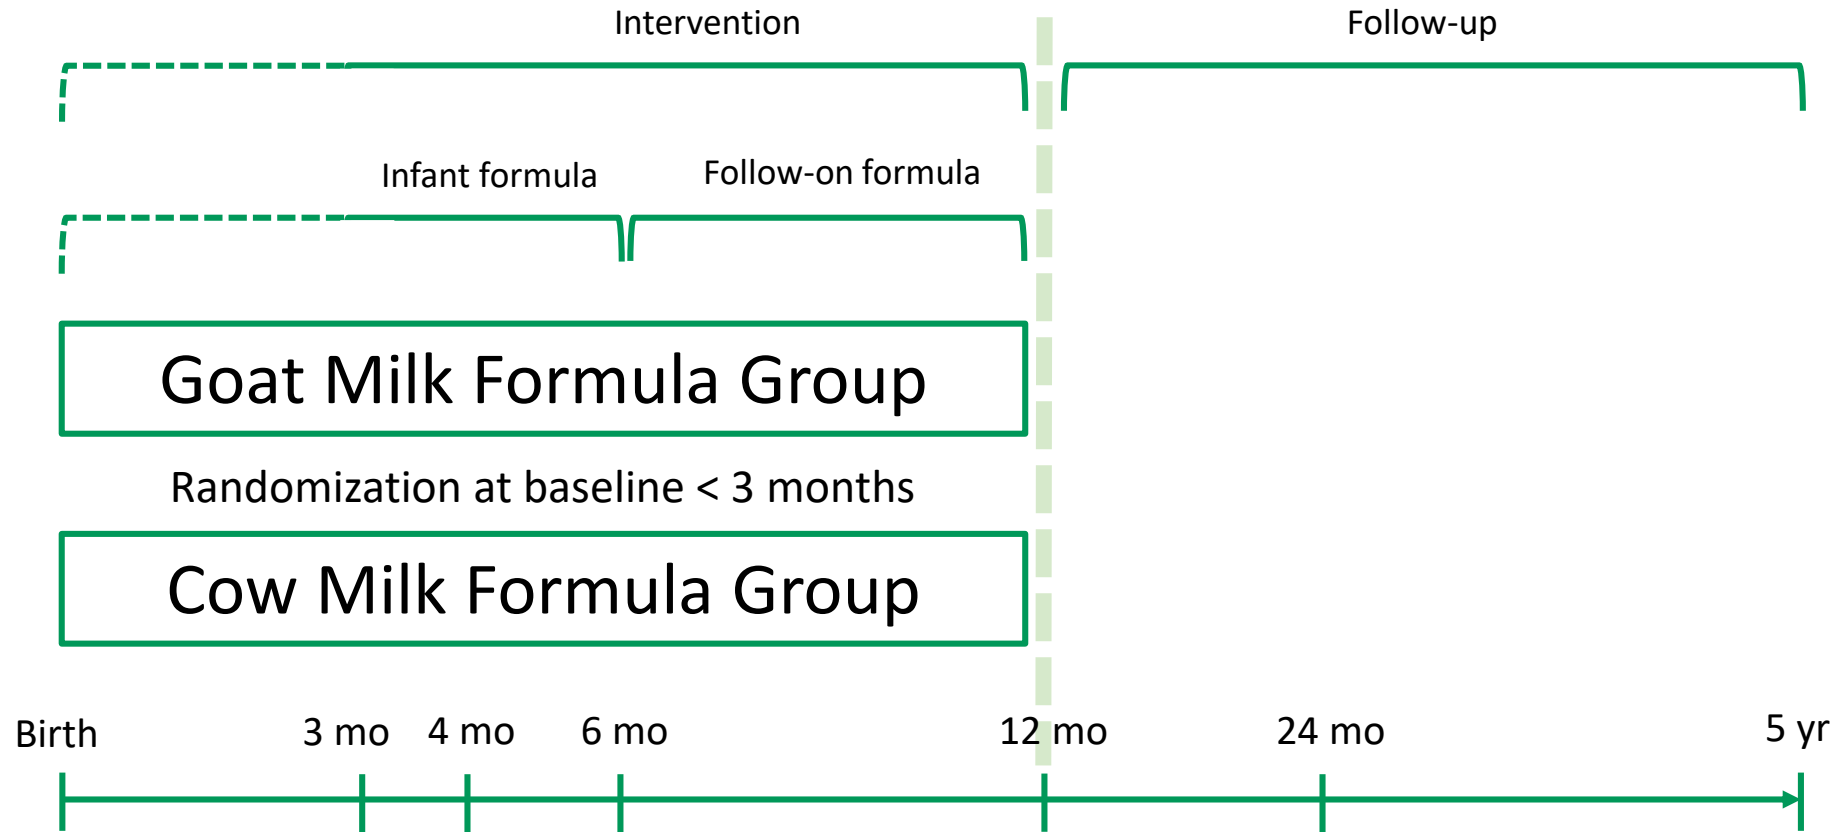 Intervention
Follow-up
Infant formula
Follow-on formula
Goat Milk Formula Group
Randomization at baseline < 3 months
Cow Milk Formula Group
Birth
3 mo
4 mo
6 mo
12 mo
24 mo
5 yr